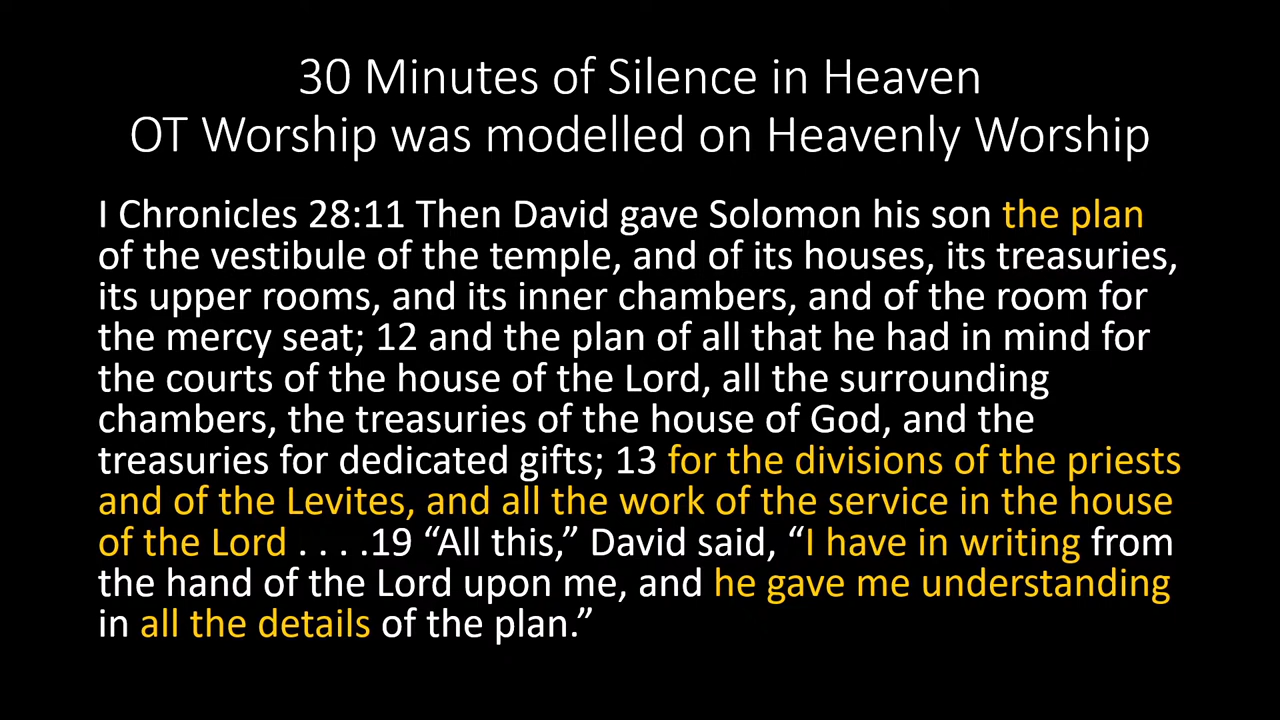 30 Minutes of Silence in Heaven
OT Worship was modelled on Heavenly Worship
I Chronicles 28:11 Then David gave Solomon his son the plan
of the vestibule of the temple, and of its houses, its treasuries,
its upper rooms, and its inner chambers, and of the room for
the mercy seat; 12 and the plan of all that he had in mind for
the courts of the house of the Lord, all the surrounding
chambers, the treasuries of the house of God, and the
treasuries for dedicated gifts; 13 for the divisions of the priests
and of the Levites, and all the work of the service in the house
of the Lord . . . .19 “All this,” David said, “I have in writing from
the hand of the Lord upon me, and he gave me understanding
in all the details of the plan.”